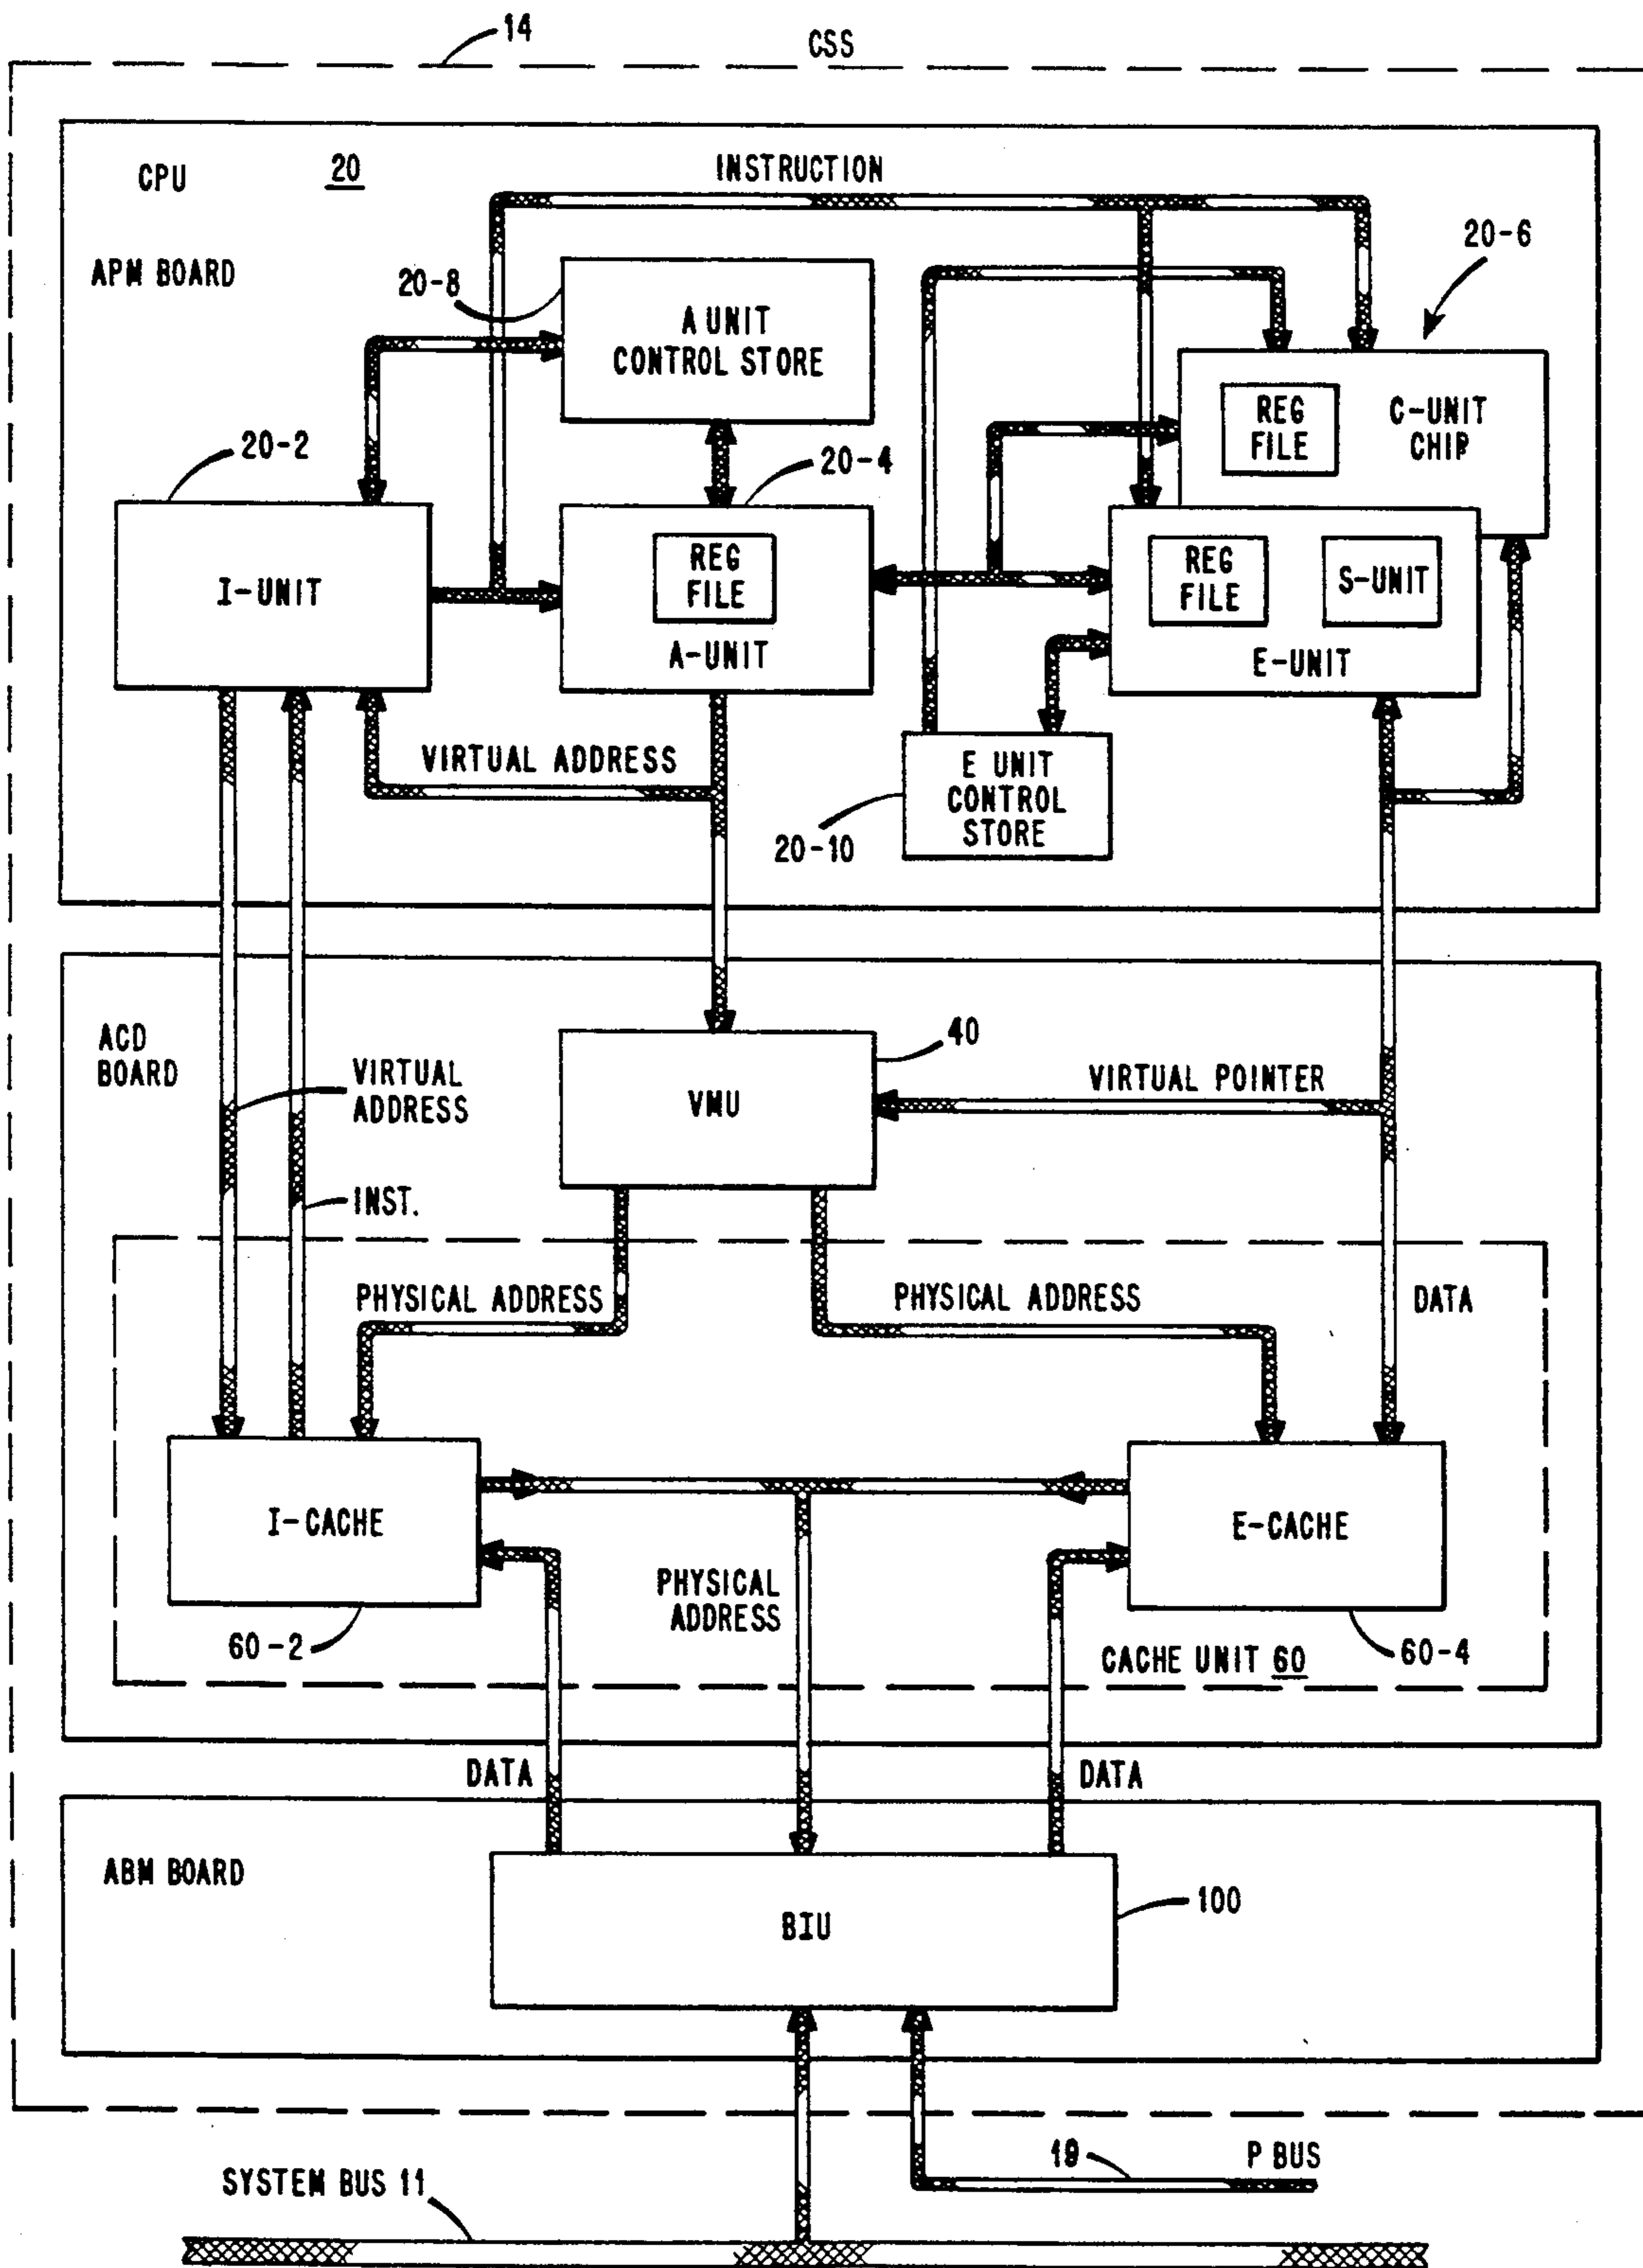 14
CSS
CPU 20
INSTRUCTION
APM BOARD
20-8
A UNIT
CONTROL STORE
20-6
REG
FILE
C-UNIT
CHIP
20-2
20-4
I-UNIT
REG
FILE
A-UNIT
REG
FILE
S-UNIT
E-UNIT
VIRTUAL ADDRESS
E UNIT
CONTROL
STORE
20-10
ACD
BOARD
40
VIRTUAL
ADDRESS
VMU
VIRTUAL POINTER
INST.
PHYSICAL ADDRESS
PHYSICAL ADDRESS
DATA
I-CACHE
E-CACHE
PHYSICAL
ADDRESS
60-2
CACHE UNIT 60
60-4
DATA
DATA
ABM BOARD
BIU
100
19
P BUS
SYSTEM BUS 11